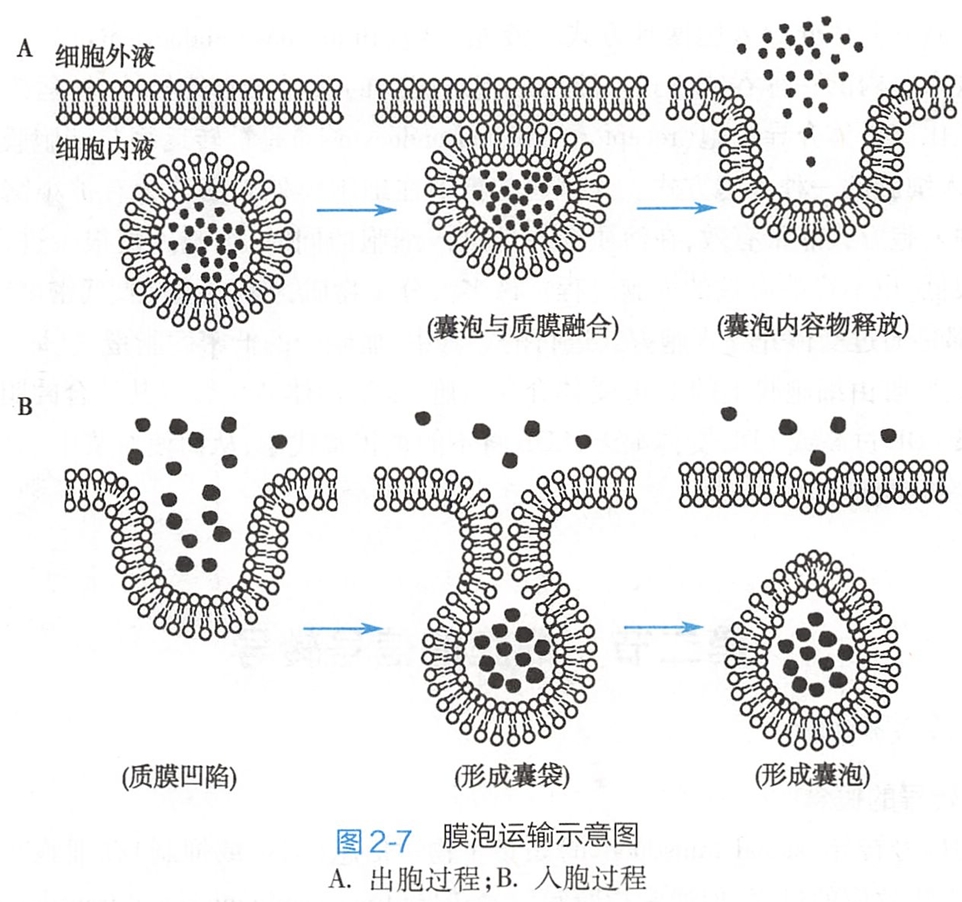 A
细胞外液
细胞内液
(囊泡与质膜融合)
(囊泡内容物释放)
B
(质膜凹陷)
(形成囊袋)
(形成囊泡)
图2-7 膜泡运输示意图
A. 出胞过程;B. 入胞过程